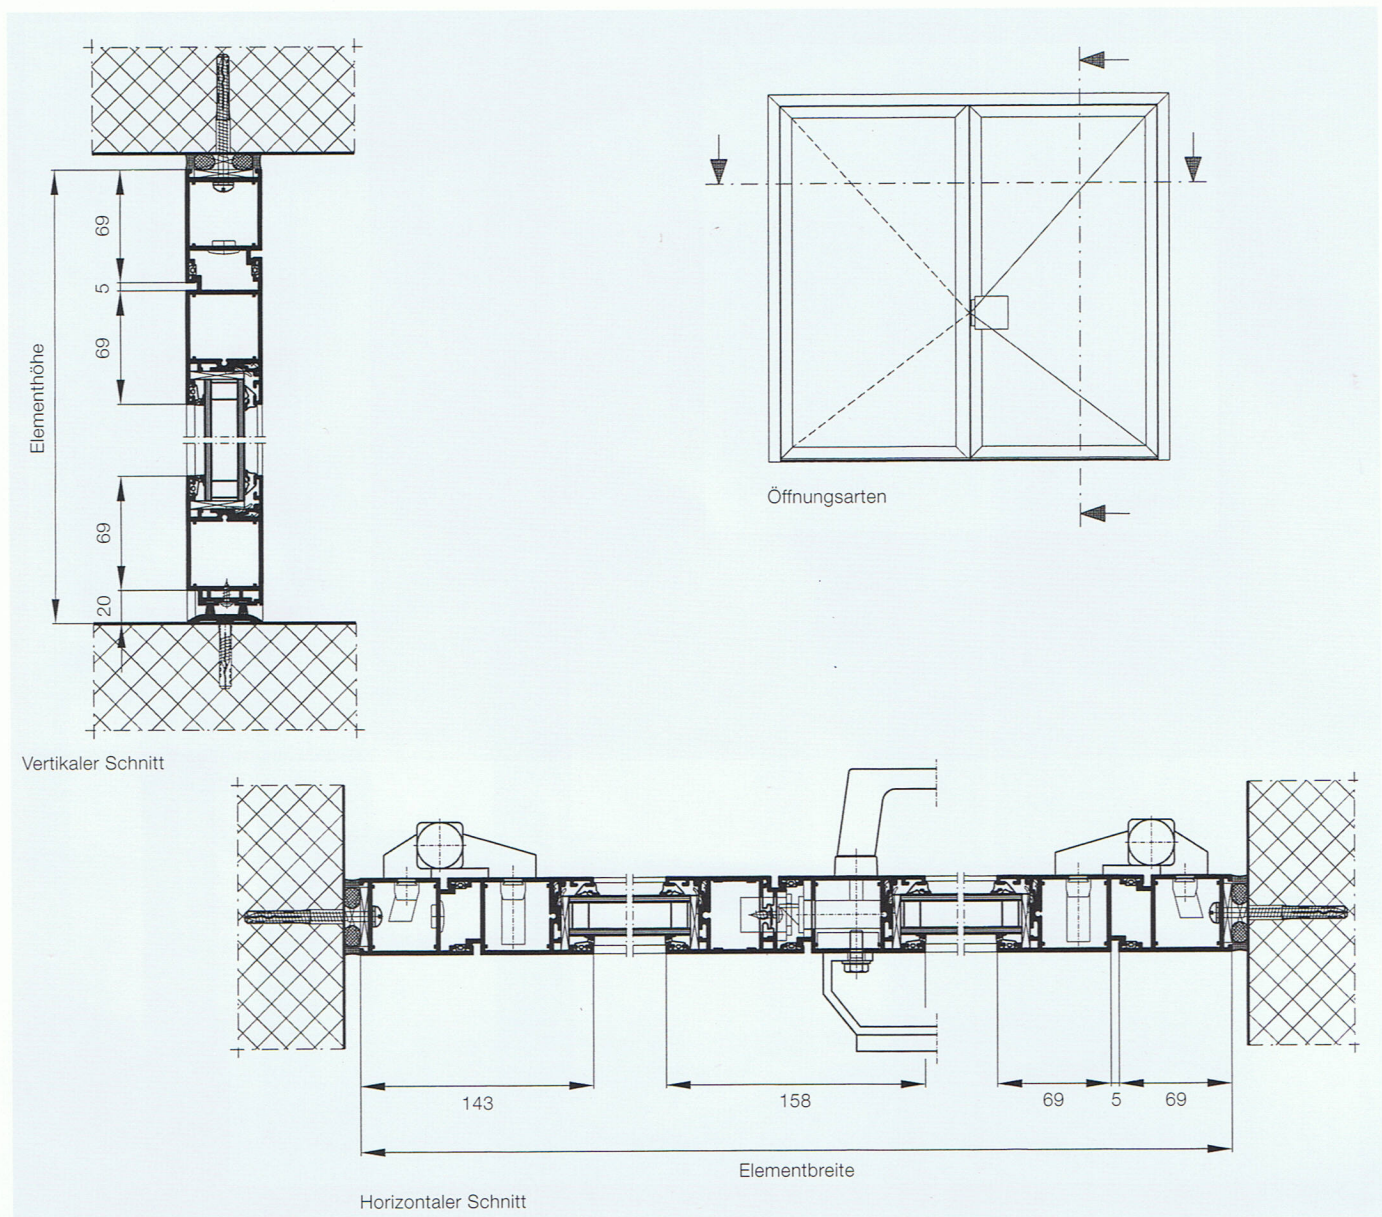 69
5
69
Elementhöhe
69
20
Vertikaler Schnitt
Öffnungsarten
143
158
69
5
69
Elementbreite
Horizontaler Schnitt